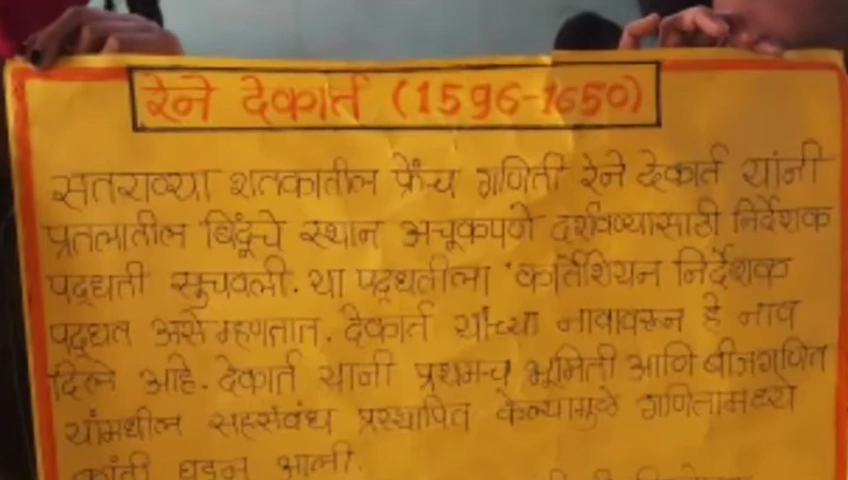 रेने देकार्त (1596-1650)
सतराव्या शतकातील फ्रेंच गणिती रेने देकार्त यांनी
प्रतलातील बिंदूचे स्थान अचूकपणे दर्शवण्यासाठी निर्देशक
पद्धती सुचवली. या पद्धतीला 'कार्तेशियन निर्देशक
पद्धत असे म्हणतात. देकार्त यांच्या नावावरून हे नाव
दिले आहे. देकार्त यानी प्रथमच भूमिती आणि बीजगणित
यांमधील सहसंबंध प्रस्थापित केल्यामुळे गणितामध्ये
क्रांती घडून आली.